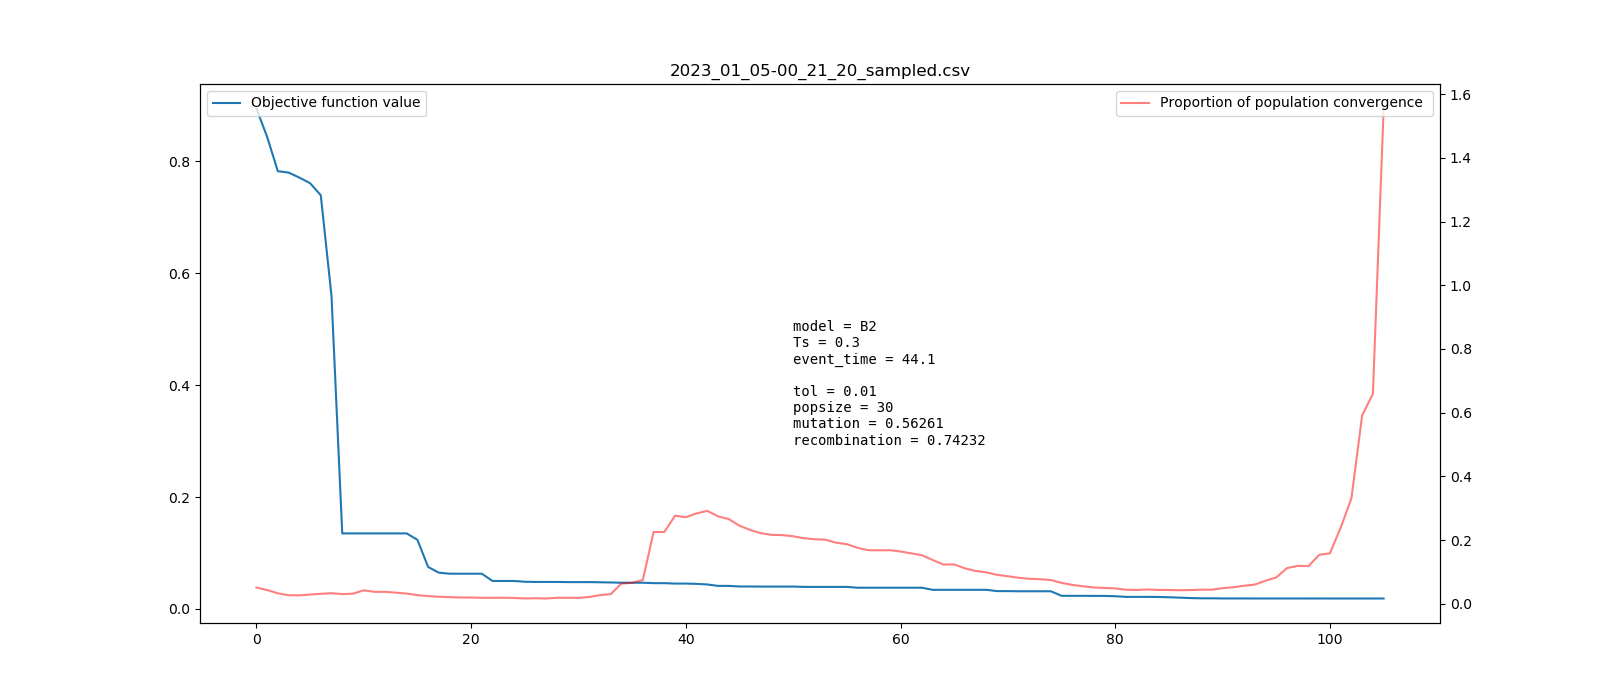 2023_01_05-00_21_20_sampled.csv
Objective function value
Proportion of population convergence
0.8
0.6
0.4
0.2
0.0
model = B2
Ts = 0.3
event_time = 44.1
tol = 0.01
popsize = 30
mutation = 0.56261
recombination = 0.74232
1.6
1.4
1.2
1.0
0.8
0.6
0.4
0.2
0.0
0 20 40 60 80 100